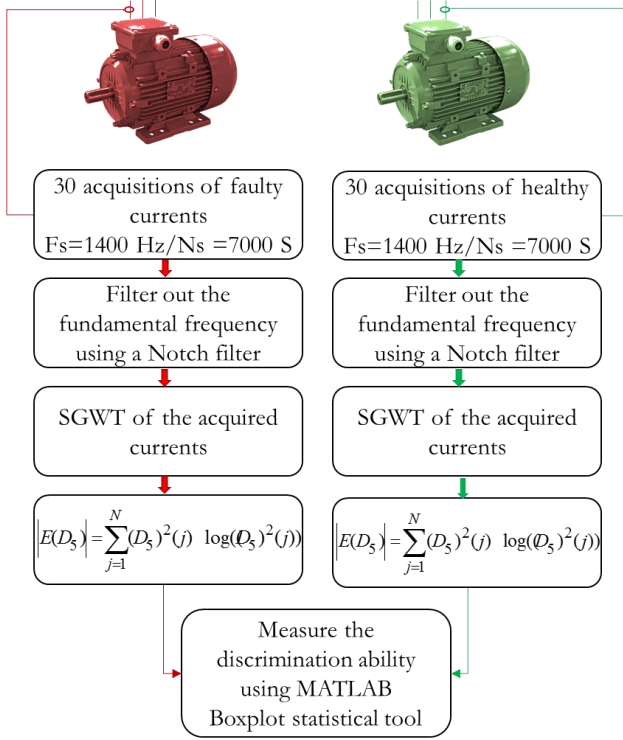 30 acquisitions of faulty
currents
Fs=1400 Hz/Ns =7000 S
30 acquisitions of healthy
currents
Fs=1400 Hz/Ns =7000 S
Filter out the
fundamental frequency
using a Notch filter
Filter out the
fundamental frequency
using a Notch filter
SGWT of the acquired
currents
SGWT of the acquired
currents
|E(D₅)|=∑_{j=1}^{N}(D₅)²(j) log((D₅)²(j))
|E(D₅)|=∑_{j=1}^{N}(D₅)²(j) log((D₅)²(j))
Measure the
discrimination ability
using MATLAB
Boxplot statistical tool